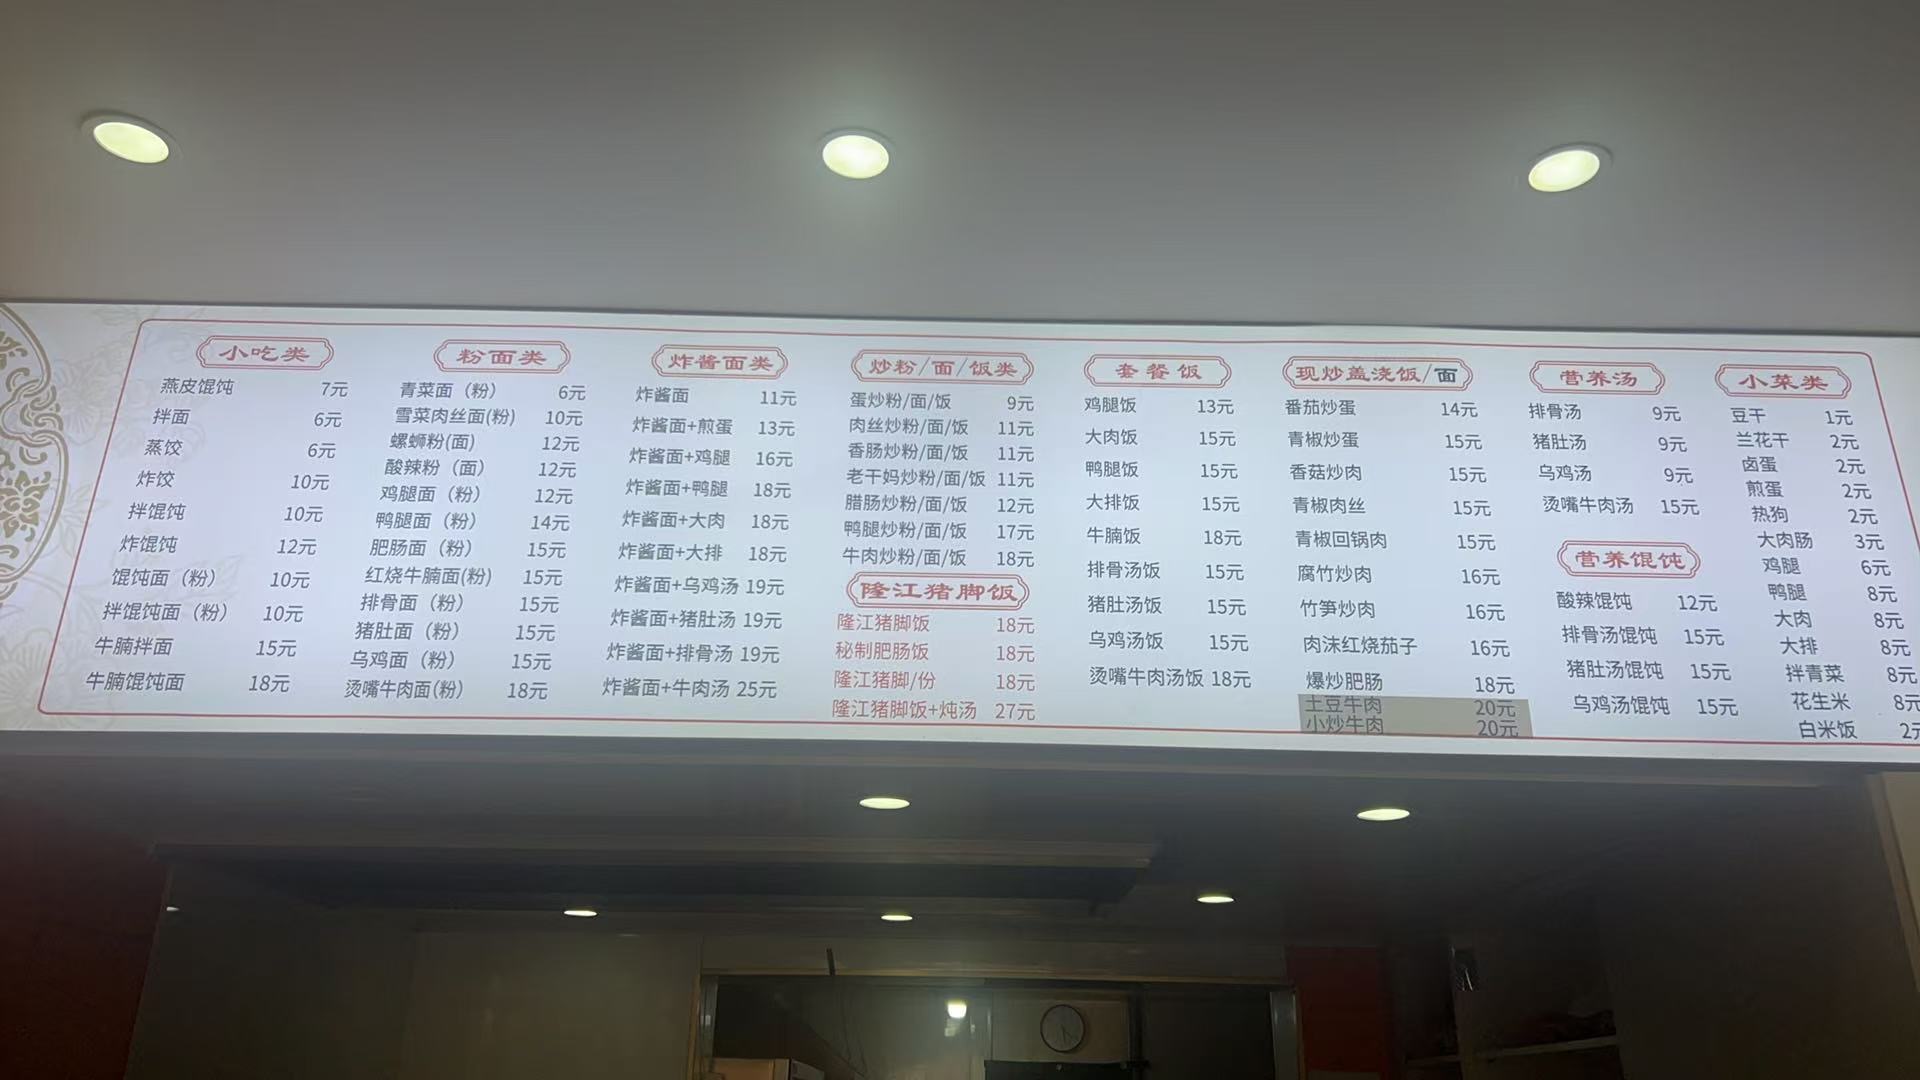 小吃类
燕皮馄饨 7元
拌面 6元
蒸饺 6元
炸饺 10元
拌馄饨 10元
炸馄饨 12元
馄饨面（粉） 10元
拌馄饨面（粉） 10元
牛腩拌面 15元
牛腩馄饨面 18元
粉面类
青菜面（粉） 6元
雪菜肉丝面(粉) 10元
螺蛳粉(面) 12元
酸辣粉（面） 12元
鸡腿面（粉） 12元
鸭腿面（粉） 14元
肥肠面（粉） 15元
红烧牛腩面(粉) 15元
排骨面（粉） 15元
猪肚面（粉） 15元
乌鸡面（粉） 15元
烫嘴牛肉面(粉) 18元
炸酱面类
炸酱面 11元
炸酱面+煎蛋 13元
炸酱面+鸡腿 16元
炸酱面+鸭腿 18元
炸酱面+大肉 18元
炸酱面+大排 18元
炸酱面+乌鸡汤 19元
炸酱面+猪肚汤 19元
炸酱面+排骨汤 19元
炸酱面+牛肉汤 25元
炒粉/面/饭类
蛋炒粉/面/饭 9元
肉丝炒粉/面/饭 11元
香肠炒粉/面/饭 11元
老干妈炒粉/面/饭 11元
腊肠炒粉/面/饭 12元
鸭腿炒粉/面/饭 17元
牛肉炒粉/面/饭 18元
隆江猪脚饭
隆江猪脚饭 18元
秘制肥肠饭 18元
隆江猪脚/份 18元
隆江猪脚饭+炖汤 27元
套餐饭
鸡腿饭 13元
大肉饭 15元
鸭腿饭 15元
大排饭 15元
牛腩饭 18元
排骨汤饭 15元
猪肚汤饭 15元
乌鸡汤饭 15元
烫嘴牛肉汤饭 18元
现炒盖浇饭/面
番茄炒蛋 14元
青椒炒蛋 15元
香菇炒肉 15元
青椒肉丝 15元
青椒回锅肉 15元
腐竹炒肉 16元
竹笋炒肉 16元
肉沫红烧茄子 16元
爆炒肥肠 18元
土豆牛肉 20元
小炒牛肉 20元
营养汤
排骨汤 9元
猪肚汤 9元
乌鸡汤 9元
烫嘴牛肉汤 15元
营养馄饨
酸辣馄饨 12元
排骨汤馄饨 15元
猪肚汤馄饨 15元
乌鸡汤馄饨 15元
小菜类
豆干 1元
兰花干 2元
卤蛋 2元
煎蛋 2元
热狗 2元
大肉肠 3元
鸡腿 6元
鸭腿 8元
大肉 8元
大排 8元
拌青菜 8元
花生米 8元
白米饭 2元